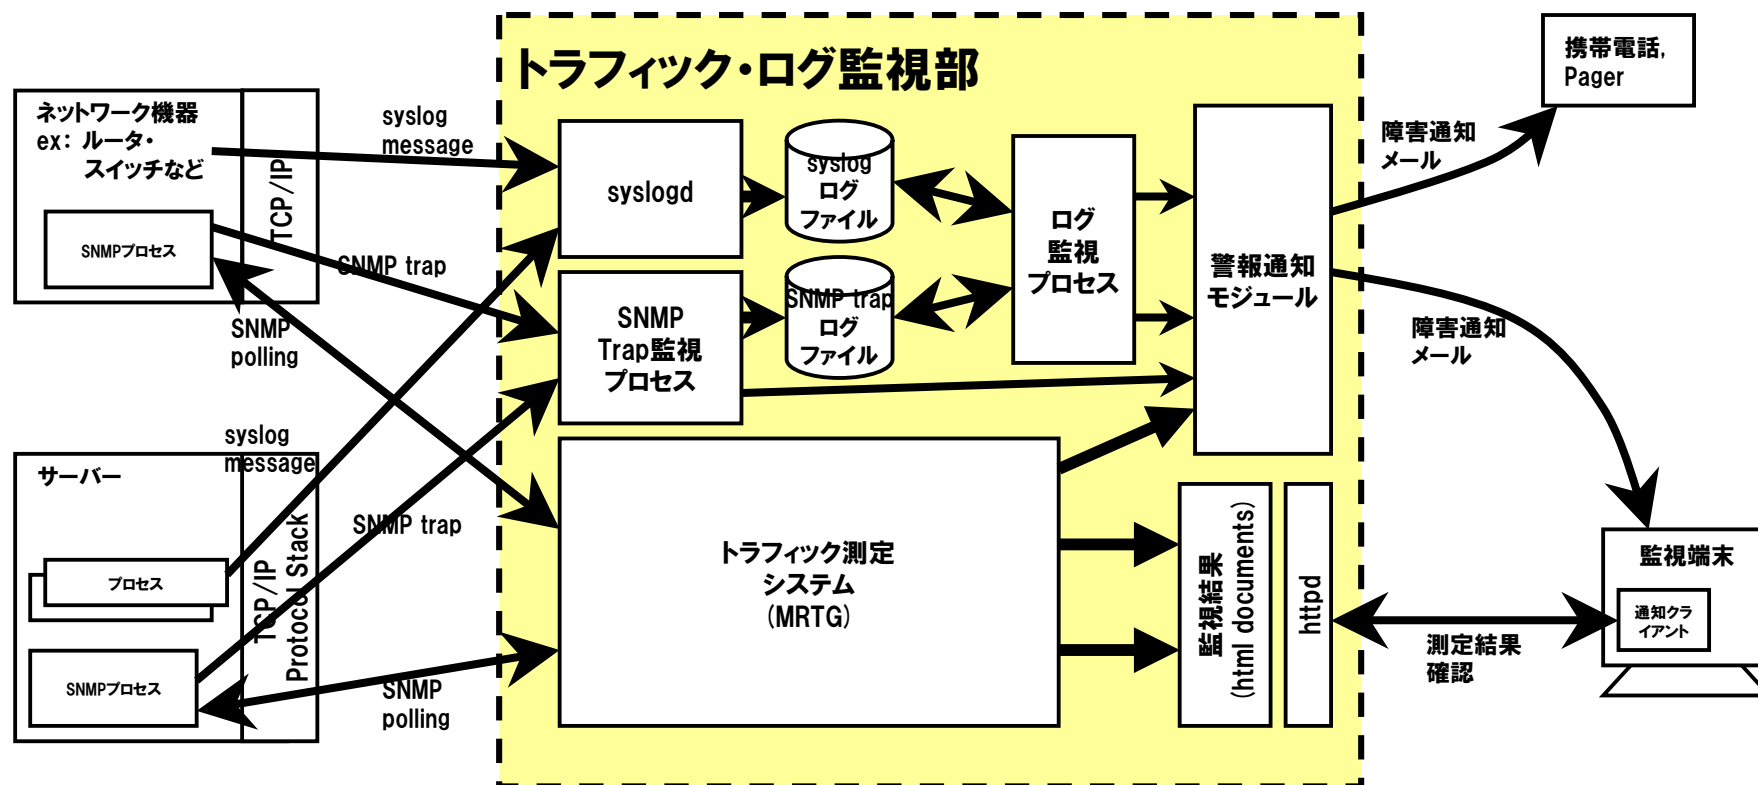 トラフィック・ログ監視部
携帯電話,
Pager
ネットワーク機器
ex: ルータ・
スイッチなど
TCP/IP
SNMPプロセス
syslog
message
SNMP trap
SNMP
polling
syslogd
syslog
ログ
ファイル
SNMP
Trap監視
プロセス
SNMP trap
ログ
ファイル
ログ
監視
プロセス
警報通知
モジュール
障害通知
メール
障害通知
メール
サーバー
syslog
message
プロセス
SNMPプロセス
TCP/IP
Protocol Stack
SNMP trap
SNMP
polling
トラフィック測定
システム
(MRTG)
監視結果
(html documents)
httpd
測定結果
確認
監視端末
通知クラ
イアント